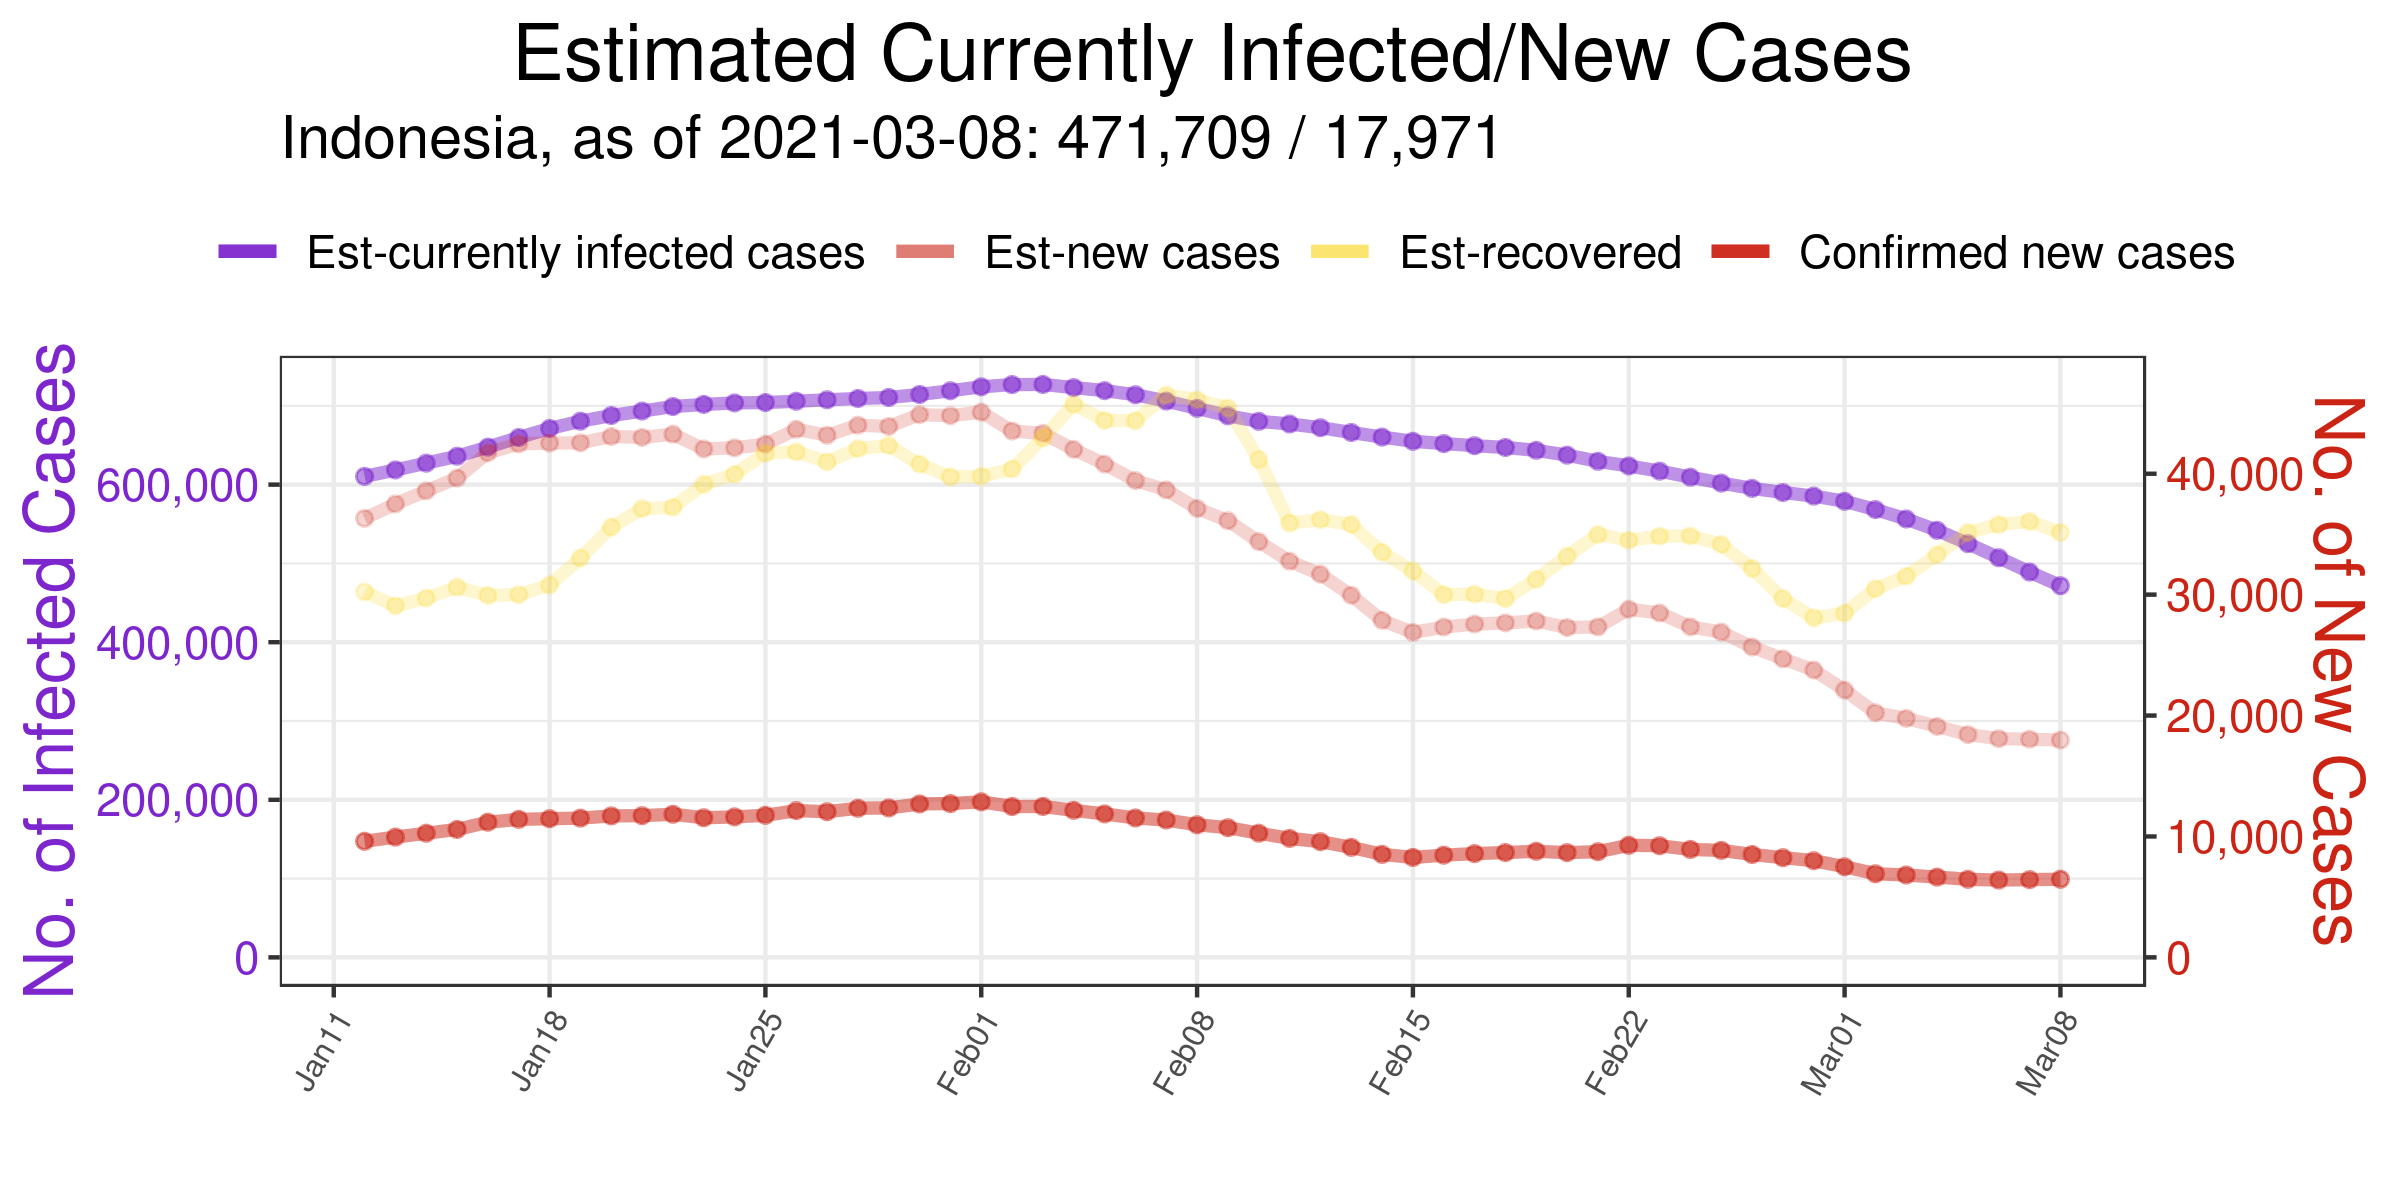 Estimated Currently Infected/New Cases
Indonesia, as of 2021-03-08: 471,709 / 17,971
Est-currently infected cases Est-new cases Est-recovered Confirmed new cases
No. of Infected Cases
600,000
400,000
200,000
0
40,000
30,000
20,000
10,000
0
No. of New Cases
Jan11 Jan18 Jan25 Feb01 Feb08 Feb15 Feb22 Mar01 Mar08